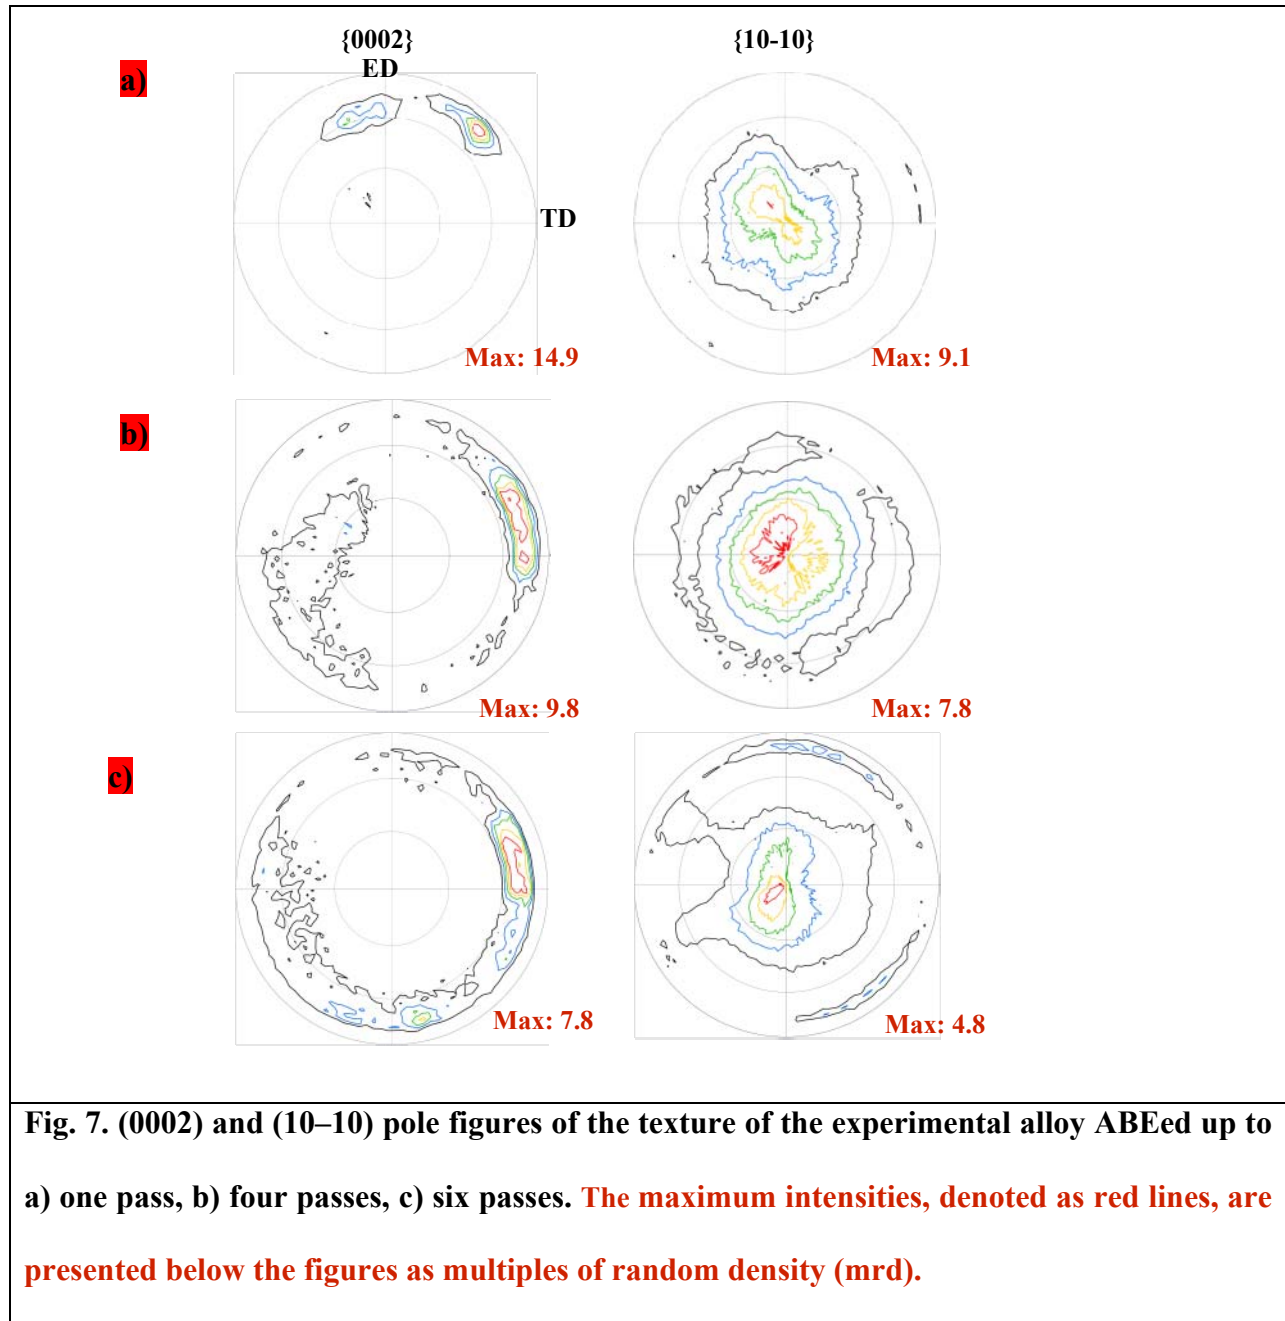 {0002}
{10-10}
ED
a)
TD
Max: 14.9
Max: 9.1
b)
Max: 9.8
Max: 7.8
c)
Max: 7.8
Max: 4.8
Fig. 7. (0002) and (10–10) pole figures of the texture of the experimental alloy ABEed up to
a) one pass, b) four passes, c) six passes. The maximum intensities, denoted as red lines, are
presented below the figures as multiples of random density (mrd).